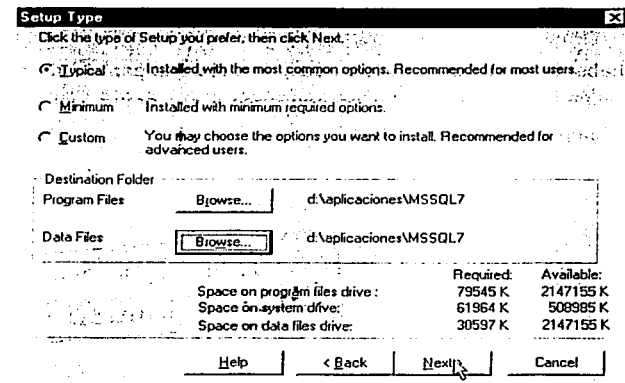 Setup Type
Click the type of Setup you prefer, then click Next.
Typical Installed with the most common options. Recommended for most users.
Minimum Installed with minimum required options.
Custom You may choose the options you want to install. Recommended for
advanced users.
Destination Folder
Program Files Browse... d:\aplicaciones\MSSQL7
Data Files Browse... d:\aplicaciones\MSSQL7
Required: Available:
Space on program files drive : 79545 K 2147155 K
Space on system drive: 61964 K 508985 K
Space on data files drive: 30597 K 2147155 K
Help < Back Next > Cancel